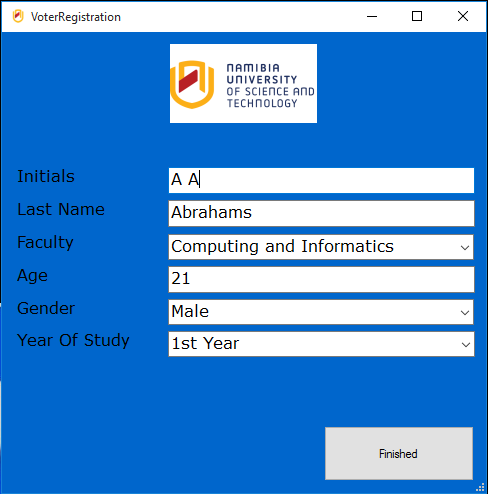 VoterRegistration
NAMIBIA
UNIVERSITY
OF SCIENCE AND
TECHNOLOGY
Initials A A
Last Name Abrahams
Faculty Computing and Informatics
Age 21
Gender Male
Year Of Study 1st Year
Finished